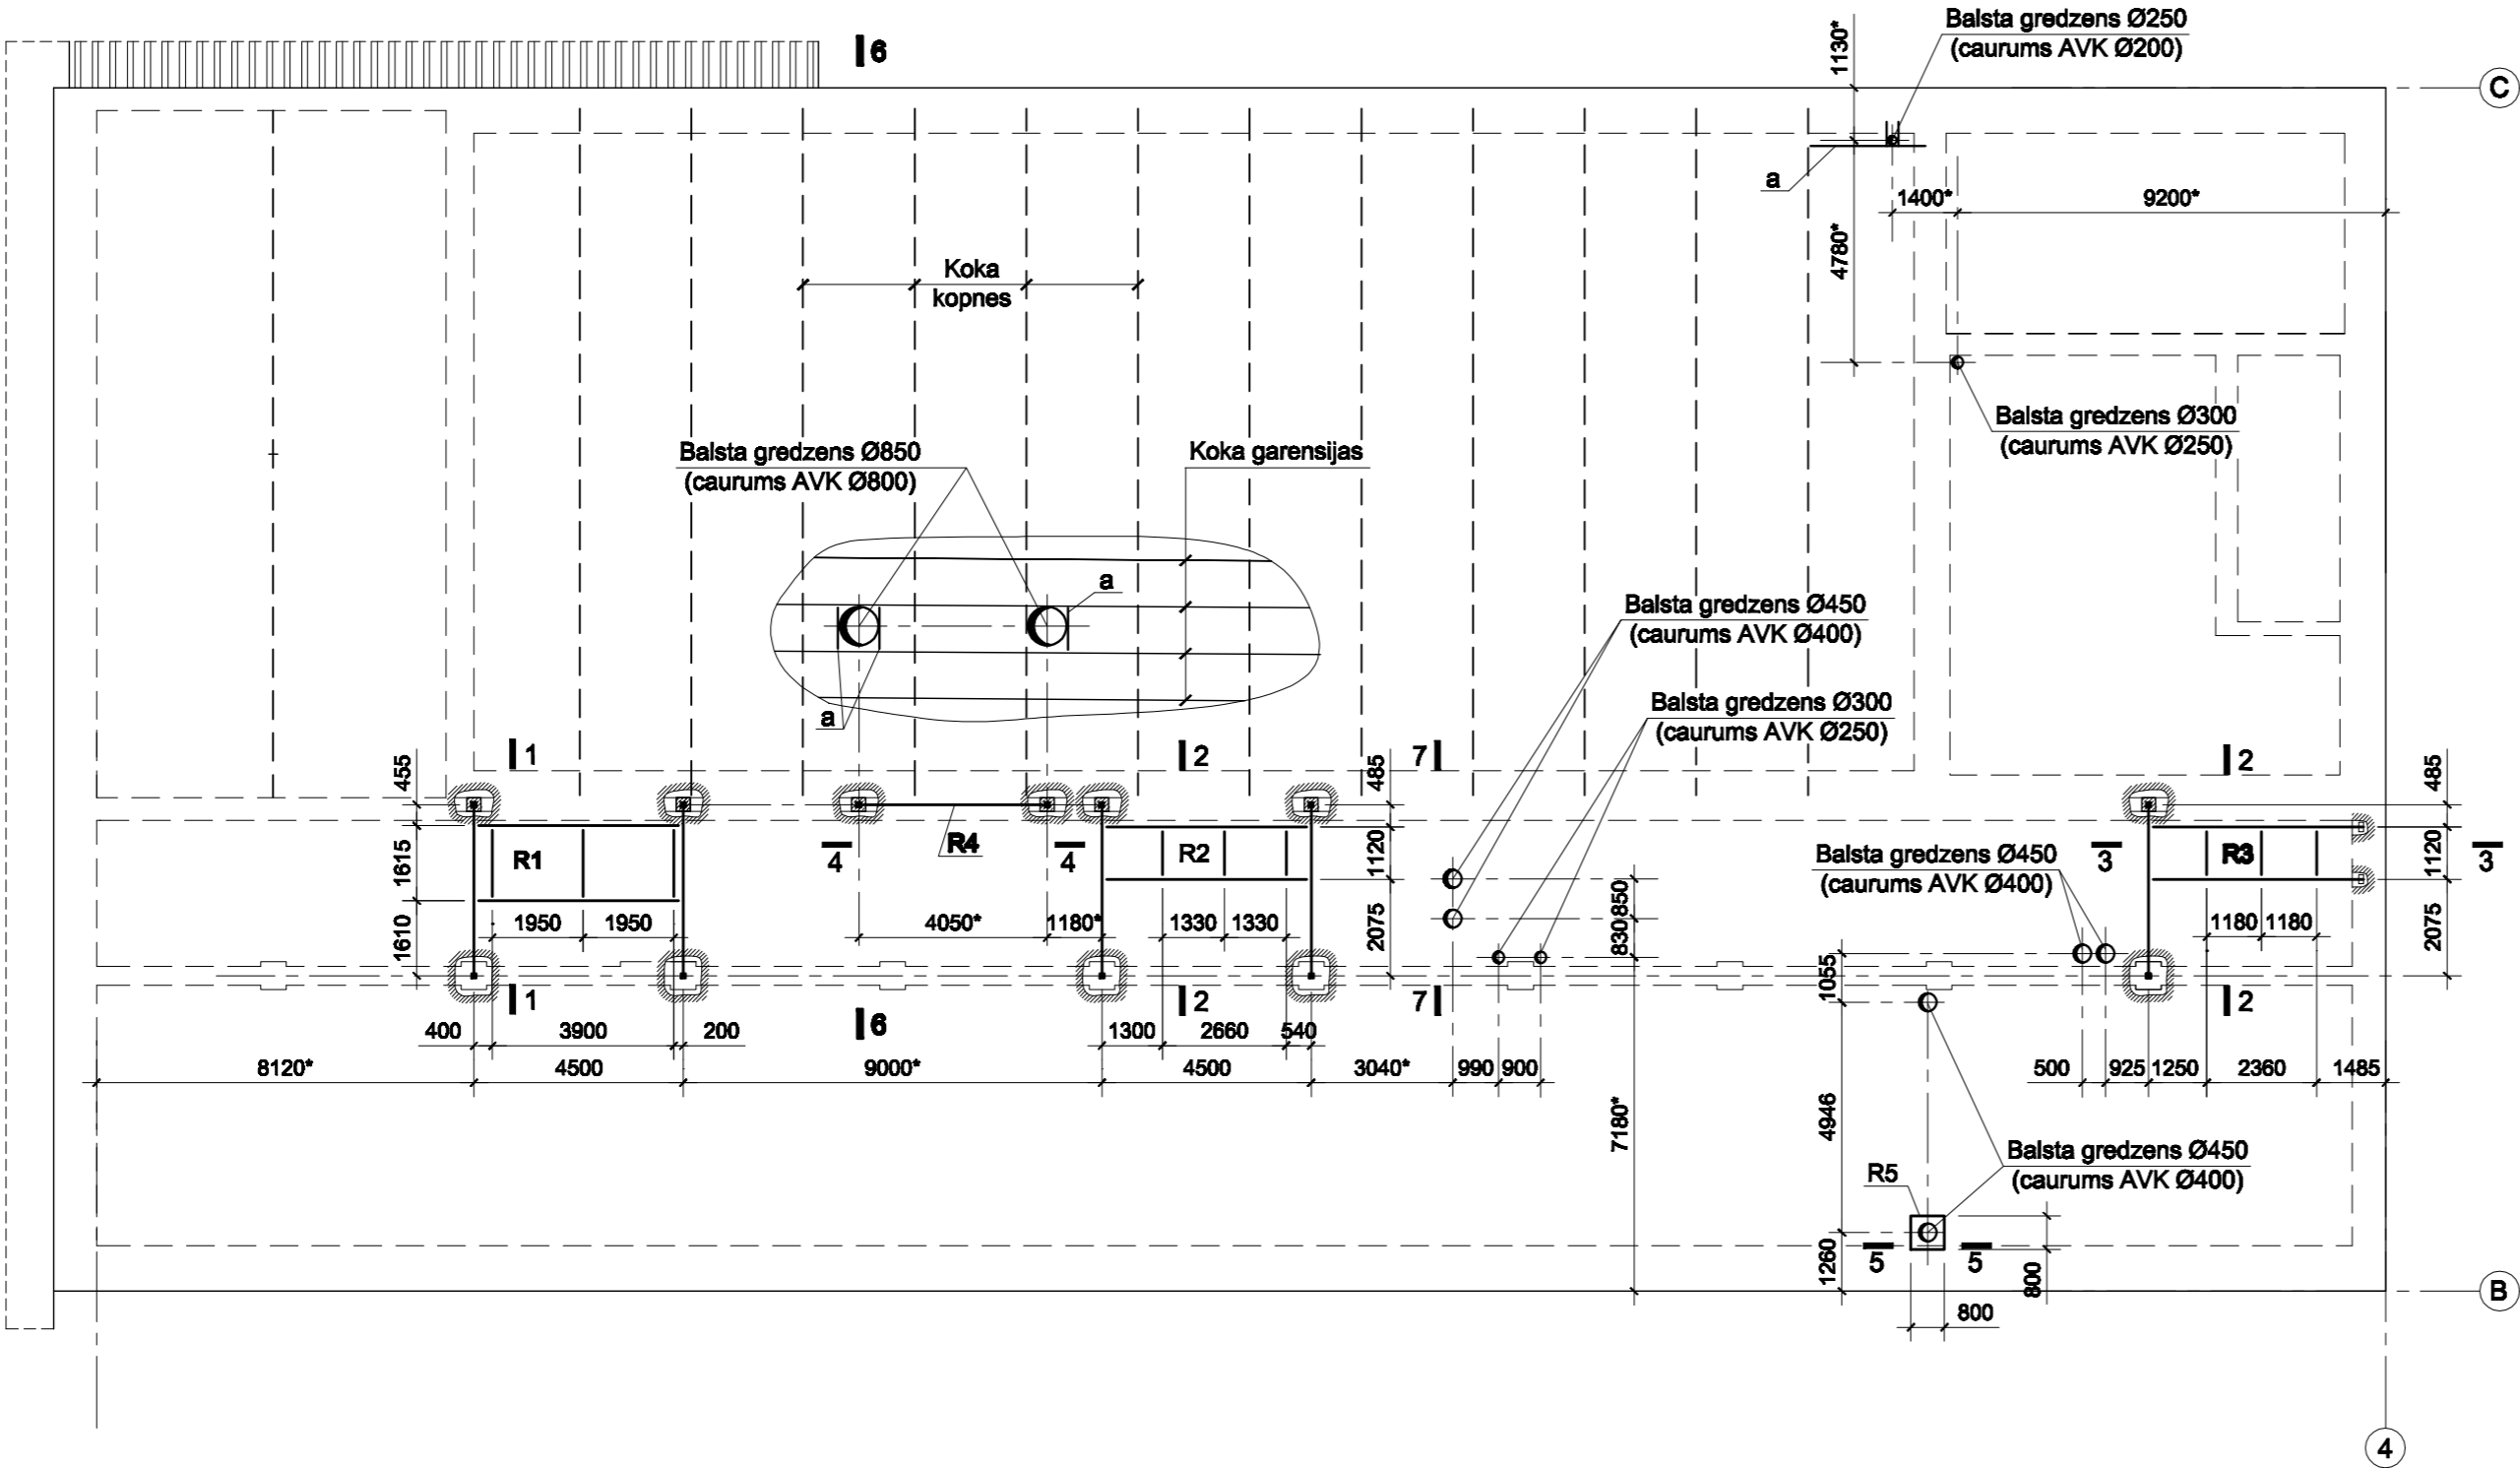 Balsta gredzens Ø250
(caurums AVK Ø200)
1130*
6
C
a
1400*
9200*
4780*
Koka
kopnes
Balsta gredzens Ø300
(caurums AVK Ø250)
Balsta gredzens Ø850
(caurums AVK Ø800)
Koka garensijas
a
a
Balsta gredzens Ø450
(caurums AVK Ø400)
Balsta gredzens Ø300
(caurums AVK Ø250)
1
2
7
2
455
485
485
R1
4
R4
4
R2
3
R3
3
1615
1120
1120
Balsta gredzens Ø450
(caurums AVK Ø400)
1950
1950
4050*
1180*
1330
1330
850
830
1180
1180
1610
2075
2075
1055
1
6
2
7
2
400
3900
200
1300
2660
540
8120*
4500
9000*
4500
3040*
990
900
500
925
1250
2360
1485
7180*
4946
Balsta gredzens Ø450
(caurums AVK Ø400)
R5
5
5
1260
800
800
B
4